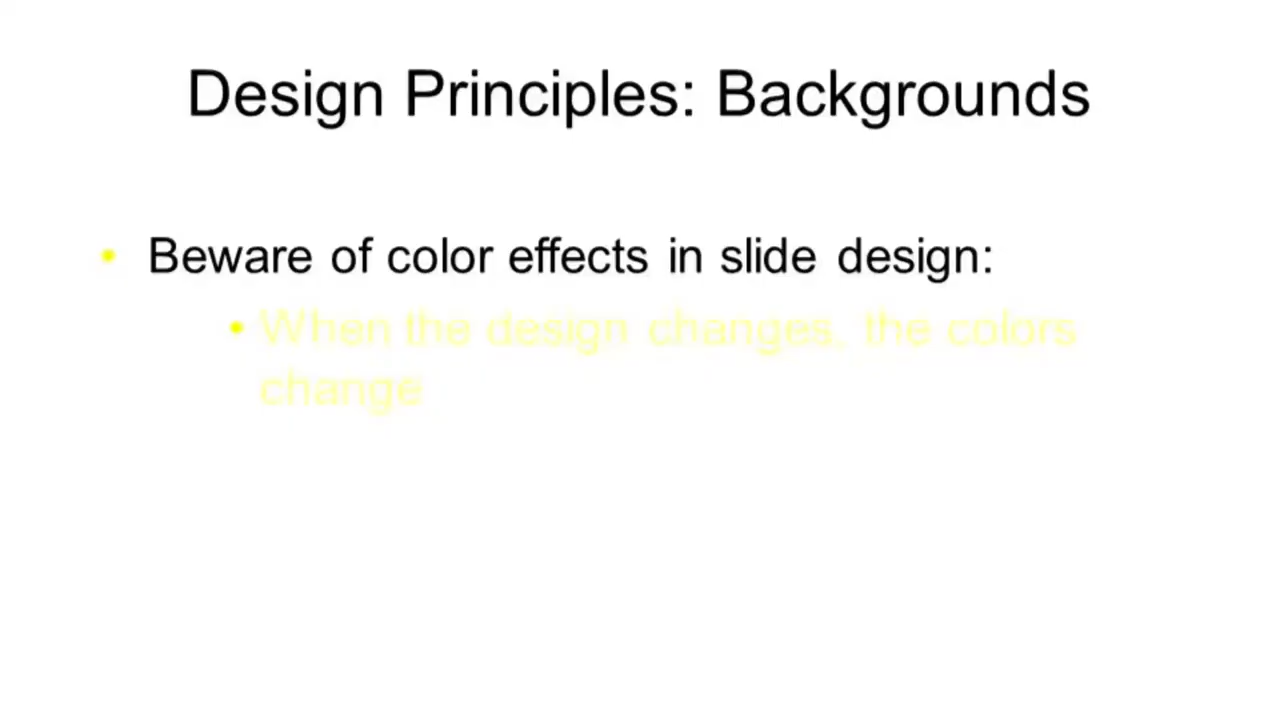 Design Principles: Backgrounds
• Beware of color effects in slide design:
• When the design changes, the colors
change